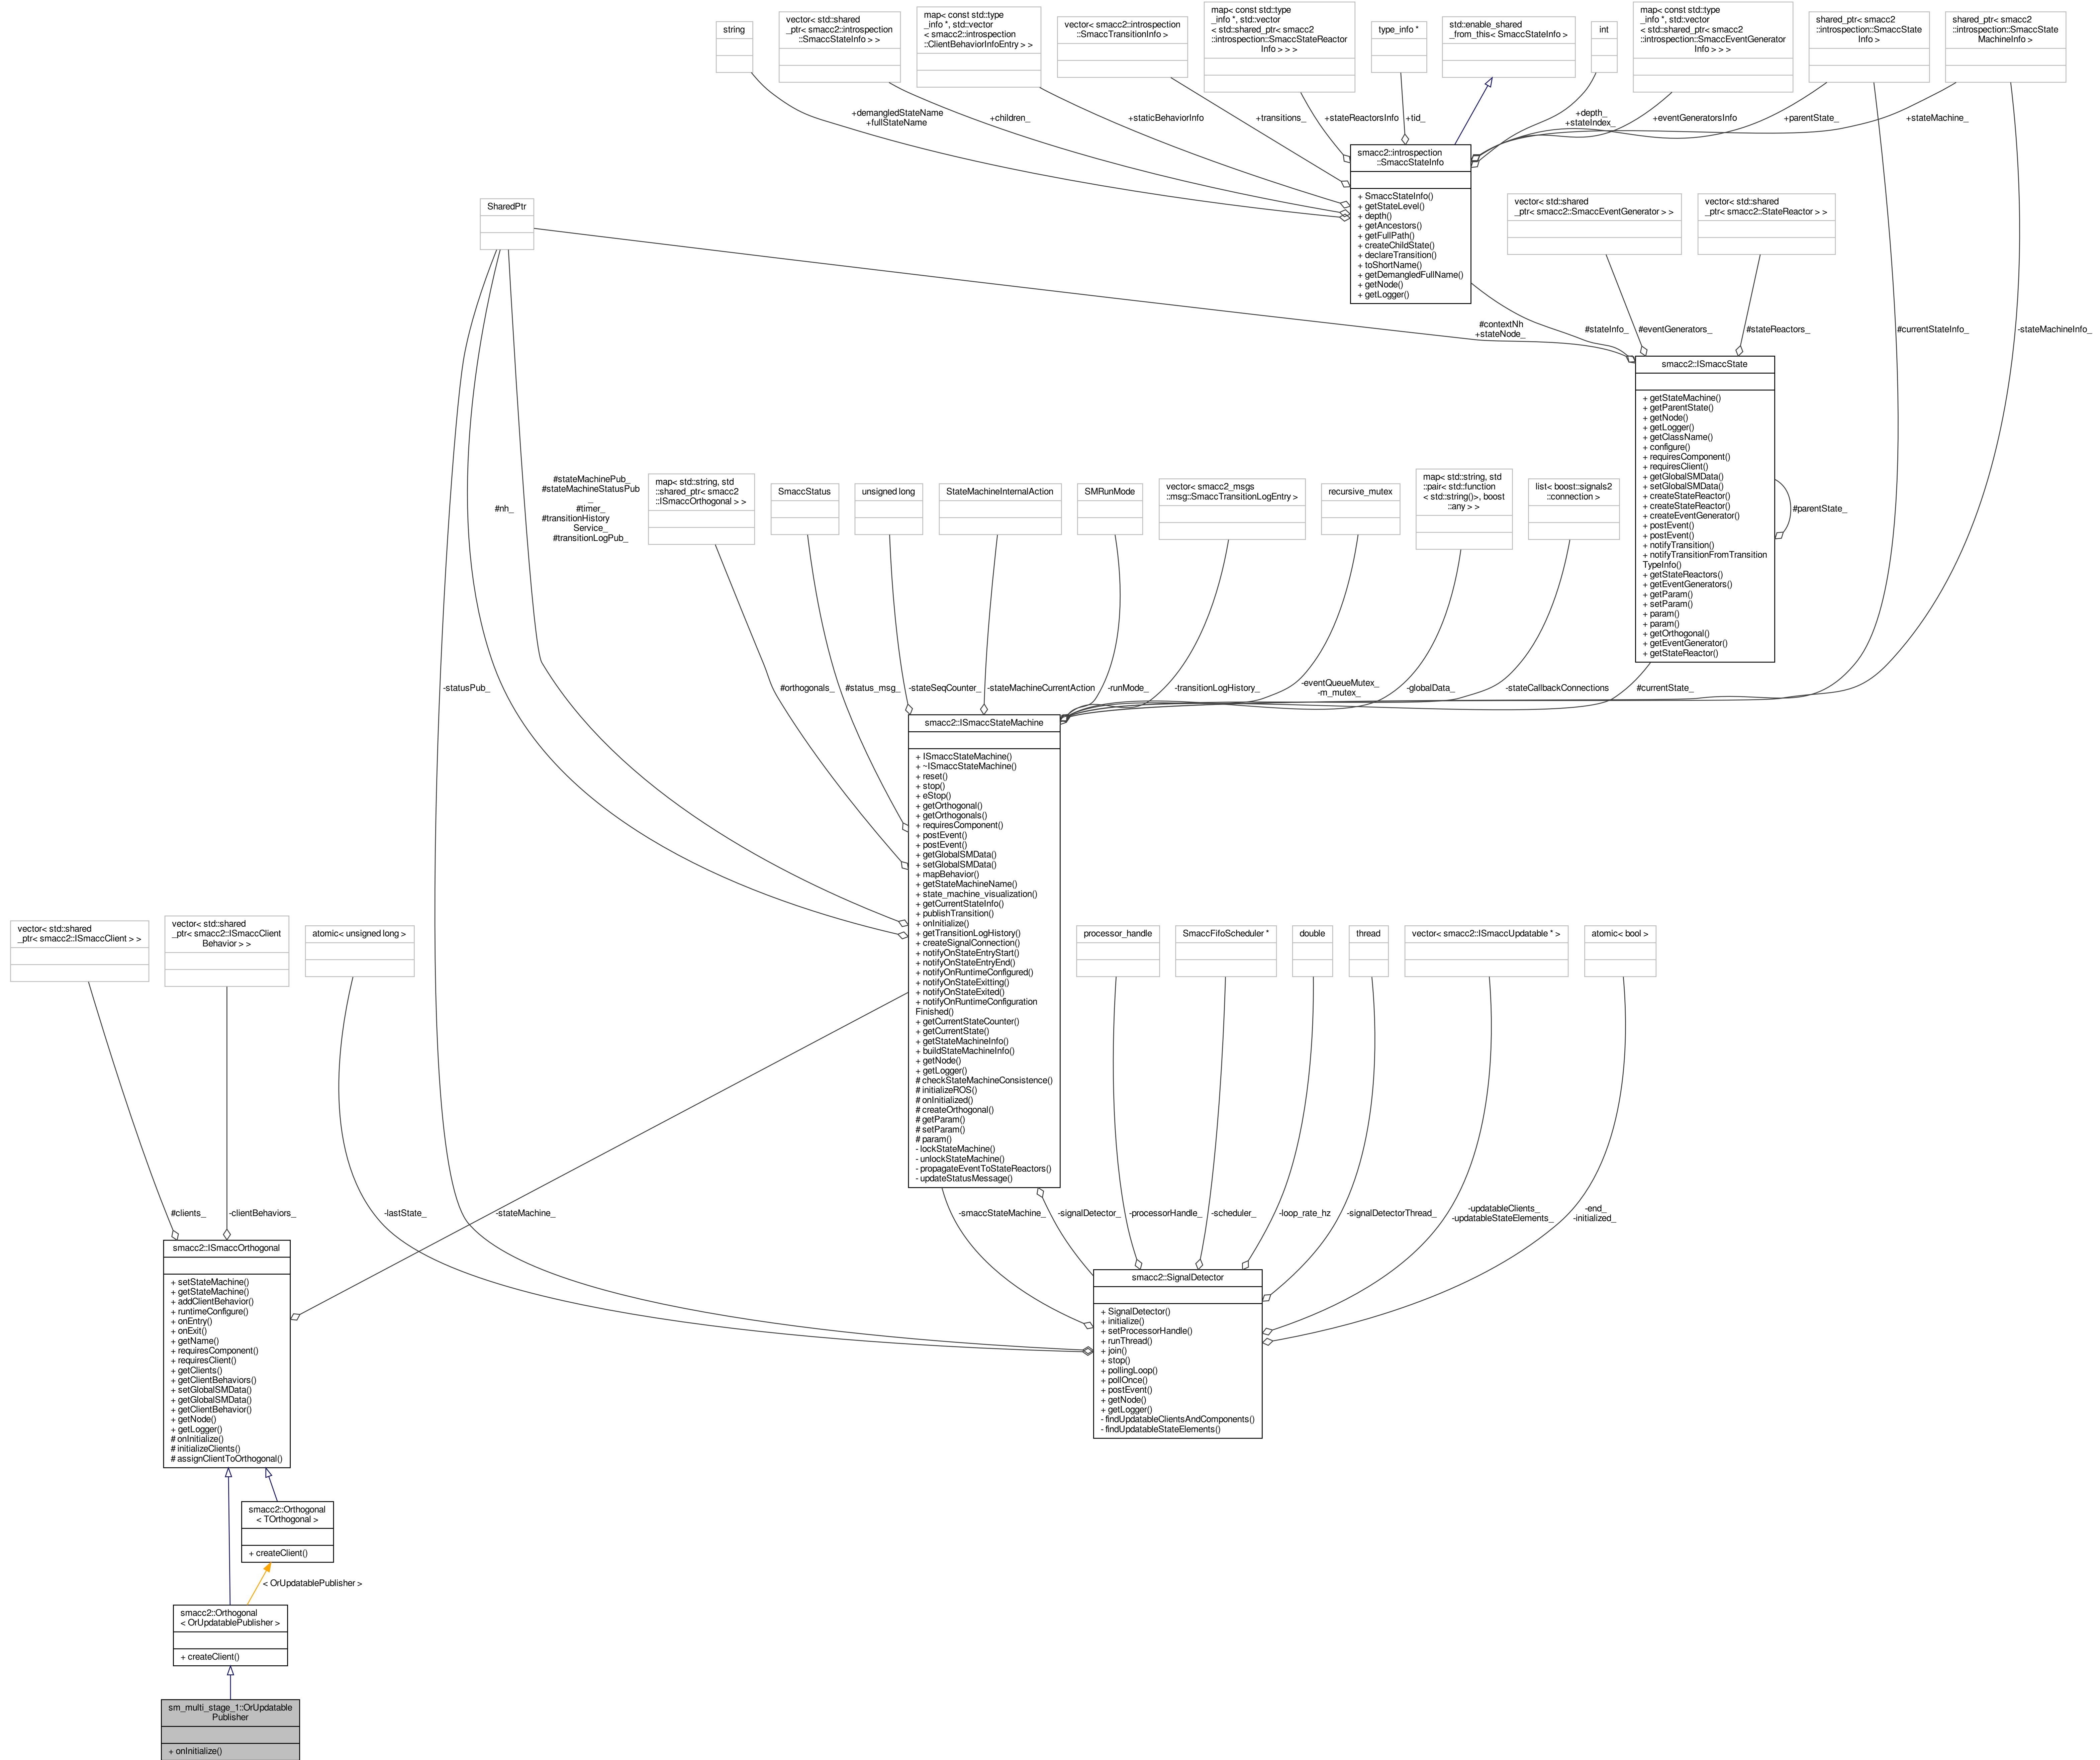 string
vector< std::shared
_ptr< smacc2::introspection
::SmaccStateInfo > >
map< const std::type
_info *, std::vector
< smacc2::introspection
::ClientBehaviorInfoEntry > >
vector< smacc2::introspection
::SmaccTransitionInfo >
map< const std::type
_info *, std::vector
< std::shared_ptr< smacc2
::introspection::SmaccStateReactor
Info > > >
type_info *
std::enable_shared
_from_this< SmaccStateInfo >
int
map< const std::type
_info *, std::vector
< std::shared_ptr< smacc2
::introspection::SmaccEventGenerator
Info > > >
shared_ptr< smacc2
::introspection::SmaccState
Info >
shared_ptr< smacc2
::introspection::SmaccState
MachineInfo >
+demangledStateName
+fullStateName
+children_
+staticBehaviorInfo
+transitions_
+stateReactorsInfo
+tid_
+depth_
+stateIndex_
+eventGeneratorsInfo
+parentState_
+stateMachine_
smacc2::introspection
::SmaccStateInfo
+ SmaccStateInfo()
+ getStateLevel()
+ depth()
+ getAncestors()
+ getFullPath()
+ createChildState()
+ declareTransition()
+ toShortName()
+ getDemangledFullName()
+ getNode()
+ getLogger()
SharedPtr
vector< std::shared
_ptr< smacc2::SmaccEventGenerator > >
vector< std::shared
_ptr< smacc2::StateReactor > >
#contextNh
+stateNode_
#stateInfo_
#eventGenerators_
#stateReactors_
#currentStateInfo_
-stateMachineInfo_
smacc2::ISmaccState
+ getStateMachine()
+ getParentState()
+ getNode()
+ getLogger()
+ getClassName()
+ configure()
+ requiresComponent()
+ requiresClient()
+ getGlobalSMData()
+ setGlobalSMData()
+ createStateReactor()
+ createStateReactor()
+ createEventGenerator()
+ postEvent()
+ postEvent()
+ notifyTransition()
+ notifyTransitionFromTransition
TypeInfo()
+ getStateReactors()
+ getEventGenerators()
+ getParam()
+ setParam()
+ param()
+ param()
+ getOrthogonal()
+ getEventGenerator()
+ getStateReactor()
#parentState_
#nh_
#stateMachinePub_
#stateMachineStatusPub
_
#timer_
#transitionHistory
Service_
#transitionLogPub_
map< std::string, std
::shared_ptr< smacc2
::ISmaccOrthogonal > >
SmaccStatus
unsigned long
StateMachineInternalAction
SMRunMode
vector< smacc2_msgs
::msg::SmaccTransitionLogEntry >
recursive_mutex
map< std::string, std
::pair< std::function
< std::string()>, boost
::any > >
list< boost::signals2
::connection >
-statusPub_
#orthogonals_
#status_msg_
-stateSeqCounter_
-stateMachineCurrentAction
-runMode_
-transitionLogHistory_
-eventQueueMutex_
-m_mutex_
-globalData_
-stateCallbackConnections
#currentState_
smacc2::ISmaccStateMachine
+ ISmaccStateMachine()
+ ~ISmaccStateMachine()
+ reset()
+ stop()
+ eStop()
+ getOrthogonal()
+ getOrthogonals()
+ requiresComponent()
+ postEvent()
+ postEvent()
+ getGlobalSMData()
+ setGlobalSMData()
+ mapBehavior()
+ getStateMachineName()
+ state_machine_visualization()
+ getCurrentStateInfo()
+ publishTransition()
+ onInitialize()
+ getTransitionLogHistory()
+ createSignalConnection()
+ notifyOnStateEntryStart()
+ notifyOnStateEntryEnd()
+ notifyOnRuntimeConfigured()
+ notifyOnStateExitting()
+ notifyOnStateExited()
+ notifyOnRuntimeConfiguration
Finished()
+ getCurrentStateCounter()
+ getCurrentState()
+ getStateMachineInfo()
+ buildStateMachineInfo()
+ getNode()
+ getLogger()
# checkStateMachineConsistence()
# initializeROS()
# onInitialized()
# createOrthogonal()
# getParam()
# setParam()
# param()
- lockStateMachine()
- unlockStateMachine()
- propagateEventToStateReactors()
- updateStatusMessage()
vector< std::shared
_ptr< smacc2::ISmaccClient > >
vector< std::shared
_ptr< smacc2::ISmaccClient
Behavior > >
atomic< unsigned long >
processor_handle
SmaccFifoScheduler *
double
thread
vector< smacc2::ISmaccUpdatable * >
atomic< bool >
#clients_
-clientBehaviors_
-lastState_
-stateMachine_
-smaccStateMachine_
-signalDetector_
-processorHandle_
-scheduler_
-loop_rate_hz
-signalDetectorThread_
-updatableClients_
-updatableStateElements_
-end_
-initialized_
smacc2::ISmaccOrthogonal
+ setStateMachine()
+ getStateMachine()
+ addClientBehavior()
+ runtimeConfigure()
+ onEntry()
+ onExit()
+ getName()
+ requiresComponent()
+ requiresClient()
+ getClients()
+ getClientBehaviors()
+ setGlobalSMData()
+ getGlobalSMData()
+ getClientBehavior()
+ getNode()
+ getLogger()
# onInitialize()
# initializeClients()
# assignClientToOrthogonal()
smacc2::SignalDetector
+ SignalDetector()
+ initialize()
+ setProcessorHandle()
+ runThread()
+ join()
+ stop()
+ pollingLoop()
+ pollOnce()
+ postEvent()
+ getNode()
+ getLogger()
- findUpdatableClientsAndComponents()
- findUpdatableStateElements()
smacc2::Orthogonal
< TOrthogonal >
+ createClient()
< OrUpdatablePublisher >
smacc2::Orthogonal
< OrUpdatablePublisher >
+ createClient()
sm_multi_stage_1::OrUpdatable
Publisher
+ onInitialize()